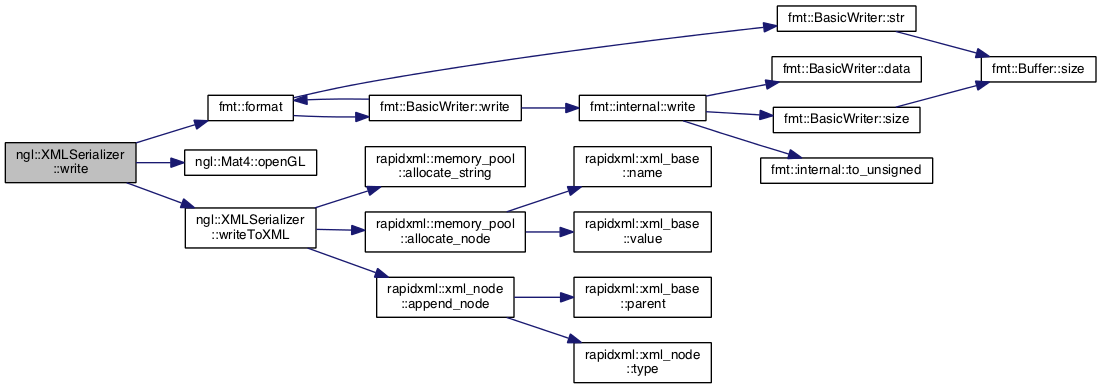 ngl::XMLSerializer
::write
fmt::format
ngl::Mat4::openGL
ngl::XMLSerializer
::writeToXML
fmt::BasicWriter::write
rapidxml::memory_pool
::allocate_string
rapidxml::memory_pool
::allocate_node
rapidxml::xml_node
::append_node
fmt::internal::write
rapidxml::xml_base
::name
rapidxml::xml_base
::value
rapidxml::xml_base
::parent
rapidxml::xml_node
::type
fmt::BasicWriter::str
fmt::BasicWriter::data
fmt::BasicWriter::size
fmt::internal::to_unsigned
fmt::Buffer::size